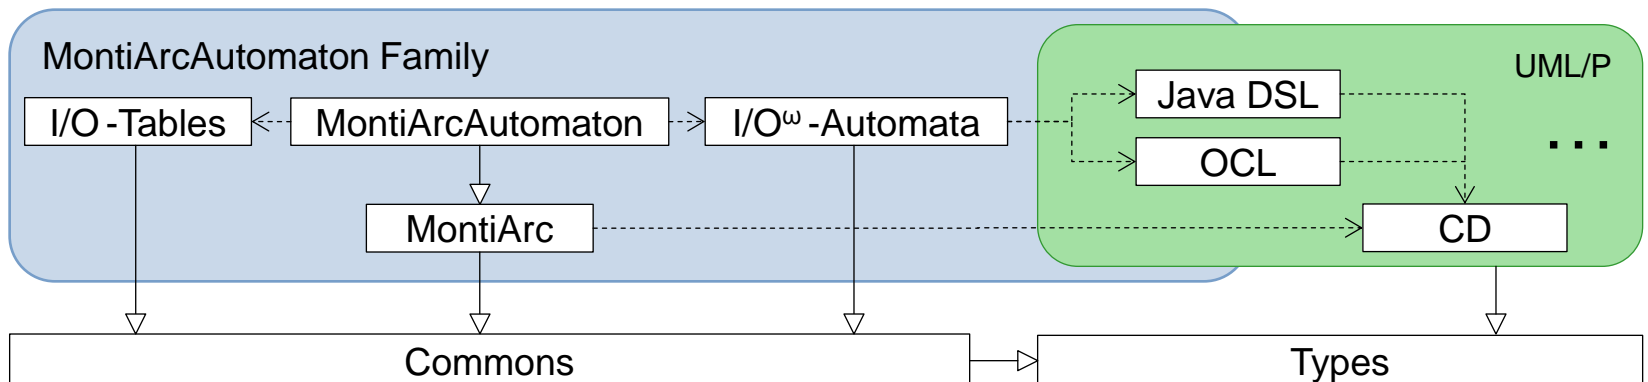 MontiArcAutomaton Family
UML/P
I/O -Tables
MontiArcAutomaton
I/Oω -Automata
Java DSL
OCL
...
MontiArc
CD
Commons
Types